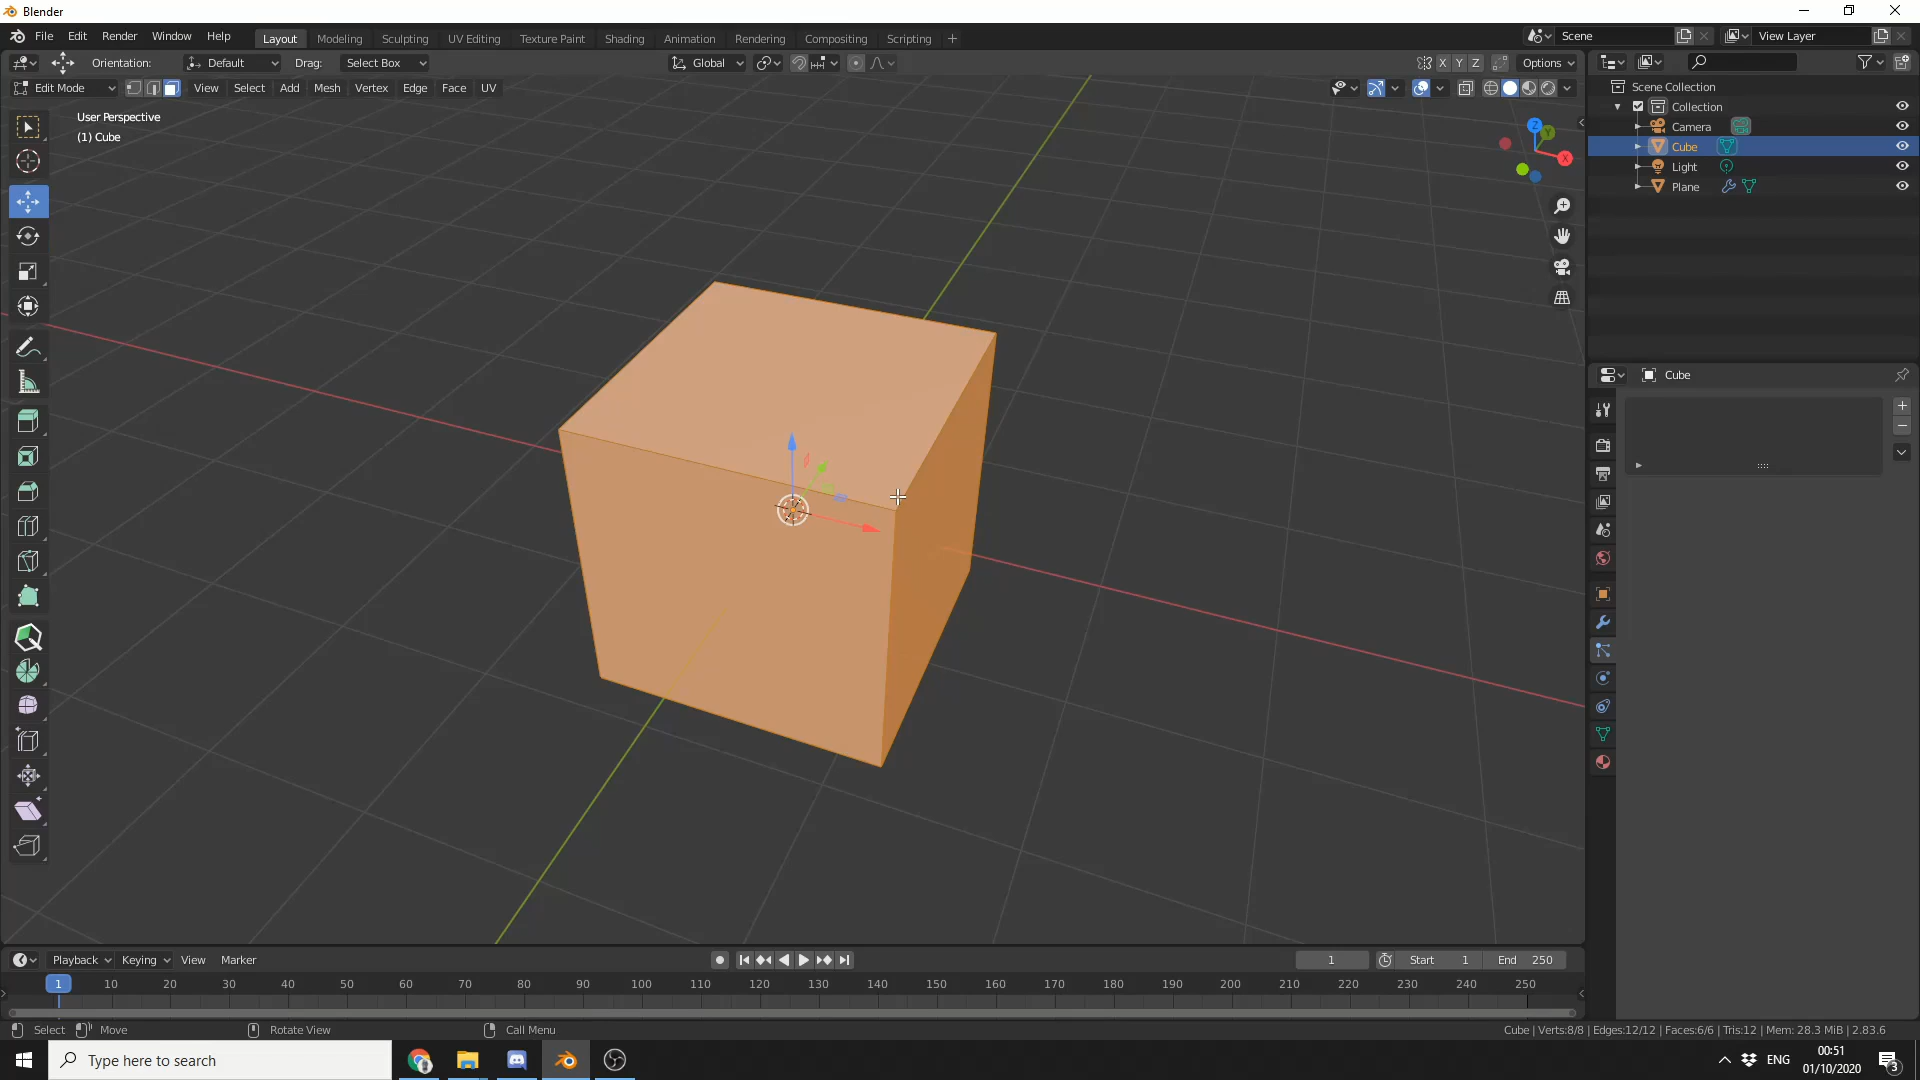 Blender
File Edit Render Window Help Layout Modeling Sculpting UV Editing Texture Paint Shading Animation Rendering Compositing Scripting + Scene View Layer
Orientation: Default Drag: Select Box Global X Y Z Options
Edit Mode View Select Add Mesh Vertex Edge Face UV
User Perspective
(1) Cube
Z Y X
Scene Collection
Collection
Camera
Cube
Light
Plane
Cube
Playback Keying View Marker 1 Start 1 End 250
1 10 20 30 40 50 60 70 80 90 100 110 120 130 140 150 160 170 180 190 200 210 220 230 240 250
Select Move Rotate View Call Menu Cube | Verts:8/8 | Edges:12/12 | Faces:6/6 | Tris:12 | Mem: 28.3 MiB | 2.83.6
Type here to search ENG 00:51
01/10/2020 3